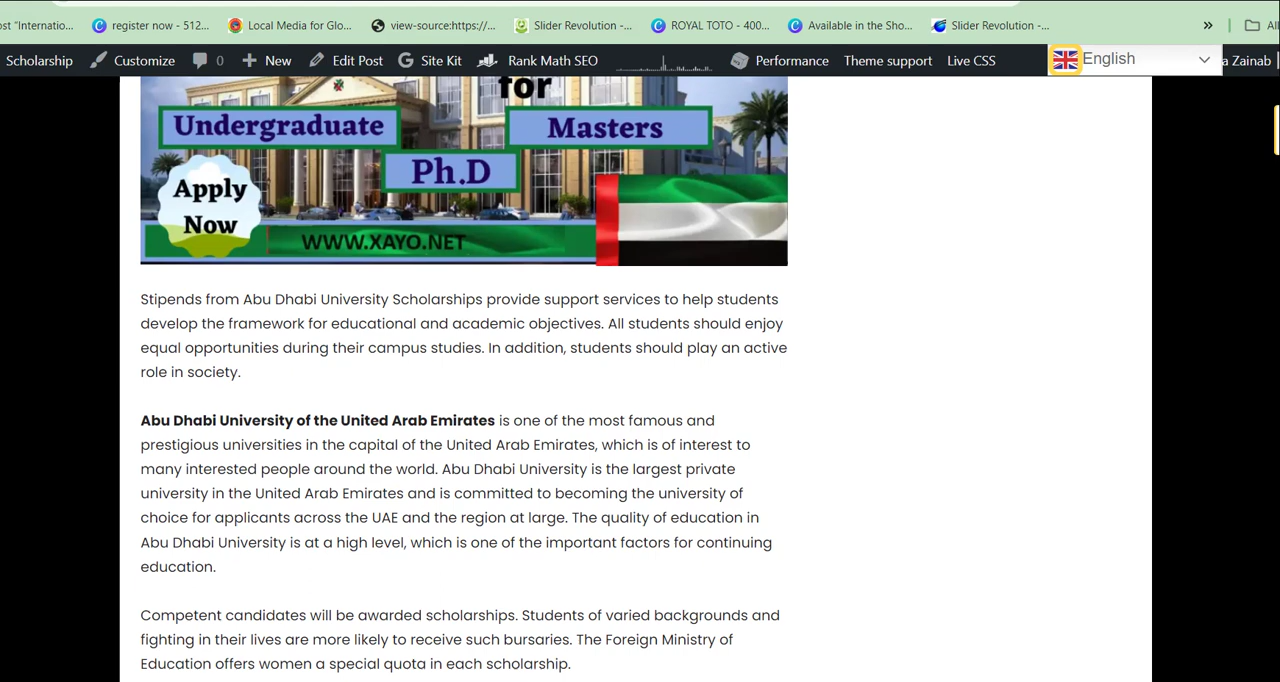 ost "Internatio...
register now - 512...
Local Media for Glo...
view-source:https://...
Slider Revolution -...
ROYAL TOTO - 400...
Available in the Sho...
Slider Revolution -...
»
All
Scholarship
Customize
0
New
Edit Post
Site Kit
Rank Math SEO
Performance
Theme support
Live CSS
English
a Zainab
for
Undergraduate
Masters
Ph.D
Apply
Now
WWW.XAYO.NET
Stipends from Abu Dhabi University Scholarships provide support services to help students
develop the framework for educational and academic objectives. All students should enjoy
equal opportunities during their campus studies. In addition, students should play an active
role in society.
Abu Dhabi University of the United Arab Emirates is one of the most famous and
prestigious universities in the capital of the United Arab Emirates, which is of interest to
many interested people around the world. Abu Dhabi University is the largest private
university in the United Arab Emirates and is committed to becoming the university of
choice for applicants across the UAE and the region at large. The quality of education in
Abu Dhabi University is at a high level, which is one of the important factors for continuing
education.
Competent candidates will be awarded scholarships. Students of varied backgrounds and
fighting in their lives are more likely to receive such bursaries. The Foreign Ministry of
Education offers women a special quota in each scholarship.